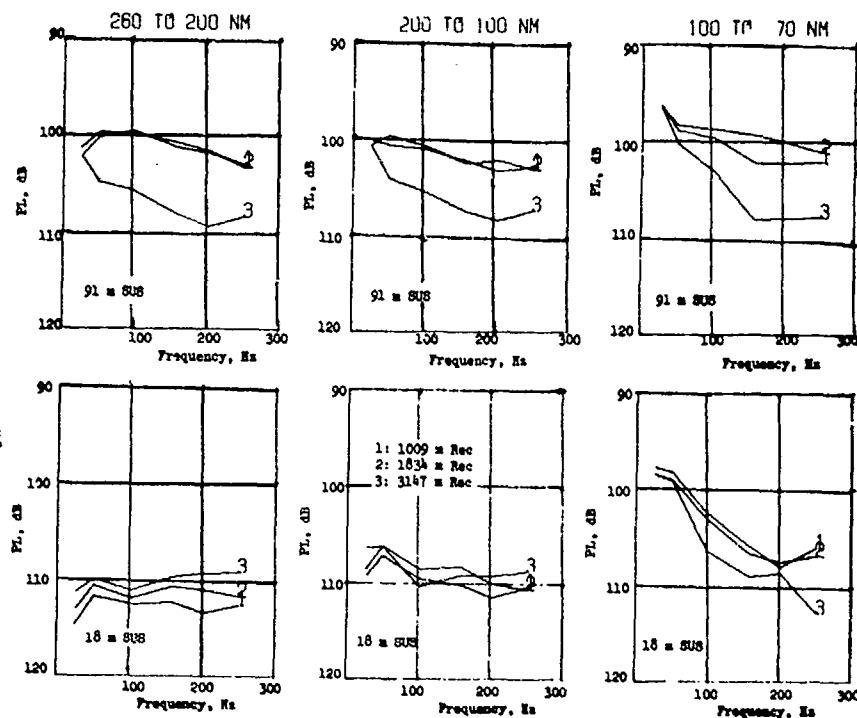 260 TO 200 NM
200 TO 100 NM
100 TO 70 NM
90
100
110
120
PL, dB
91 m SUS
3
100 200 300
Frequency, Hz
90
100
110
120
PL, dB
91 m SUS
3
100 200 300
Frequency, Hz
90
100
110
120
PL, dB
91 m SUS
1
3
100 200 300
Frequency, Hz
90
110
120
PL, dB
18 m SUS
3
2
1
100 200 300
Frequency, Hz
90
100
110
120
PL, dB
1: 1009 m Rec
2: 1834 m Rec
3: 3147 m Rec
18 m SUS
3
100 200 300
Frequency, Hz
90
100
110
120
PL, dB
18 m SUS
1
2
3
100 200 300
Frequency, Hz